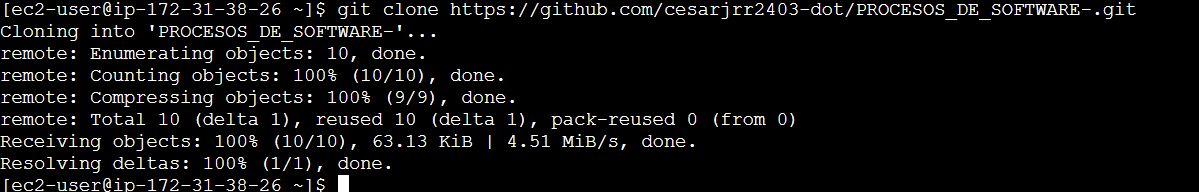 [ec2-user@ip-172-31-38-26 ~]$ git clone https://github.com/cesarjrr2403-dot/PROCESOS_DE_SOFTWARE-.git
Cloning into 'PROCESOS_DE_SOFTWARE-'...
remote: Enumerating objects: 10, done.
remote: Counting objects: 100% (10/10), done.
remote: Compressing objects: 100% (9/9), done.
remote: Total 10 (delta 1), reused 10 (delta 1), pack-reused 0 (from 0)
Receiving objects: 100% (10/10), 63.13 KiB | 4.51 MiB/s, done.
Resolving deltas: 100% (1/1), done.
[ec2-user@ip-172-31-38-26 ~]$